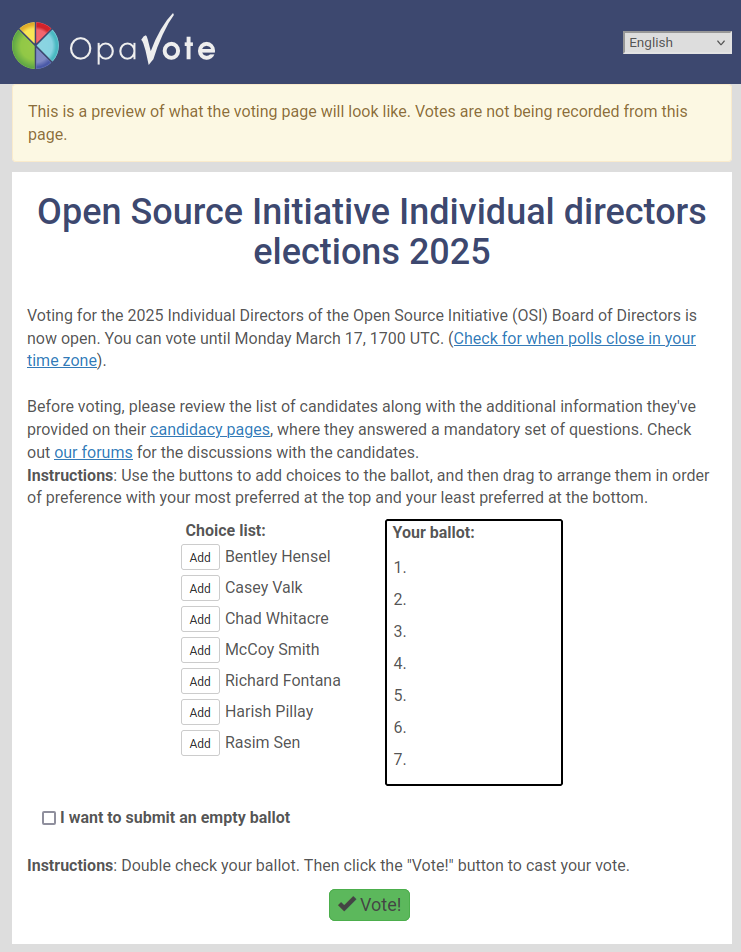 OpaVote
English
This is a preview of what the voting page will look like. Votes are not being recorded from this
page.
Open Source Initiative Individual directors
elections 2025
Voting for the 2025 Individual Directors of the Open Source Initiative (OSI) Board of Directors is
now open. You can vote until Monday March 17, 1700 UTC. (Check for when polls close in your
time zone).
Before voting, please review the list of candidates along with the additional information they've
provided on their candidacy pages, where they answered a mandatory set of questions. Check
out our forums for the discussions with the candidates.
Instructions: Use the buttons to add choices to the ballot, and then drag to arrange them in order
of preference with your most preferred at the top and your least preferred at the bottom.
Choice list:
Add Bentley Hensel
Add Casey Valk
Add Chad Whitacre
Add McCoy Smith
Add Richard Fontana
Add Harish Pillay
Add Rasim Sen
Your ballot:
1.
2.
3.
4.
5.
6.
7.
I want to submit an empty ballot
Instructions: Double check your ballot. Then click the "Vote!" button to cast your vote.
Vote!